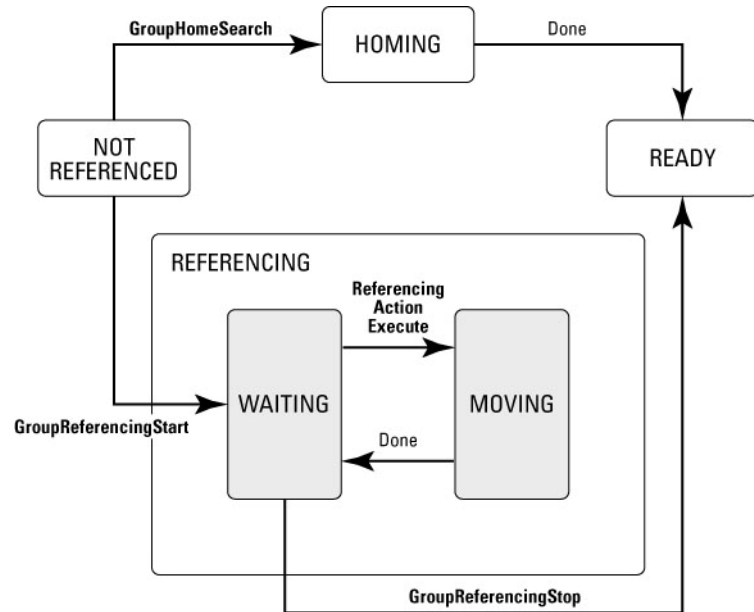 GroupHomeSearch
HOMING
Done
NOT
REFERENCED
READY
REFERENCING
Referencing
Action
Execute
WAITING
MOVING
GroupReferencingStart
Done
GroupReferencingStop